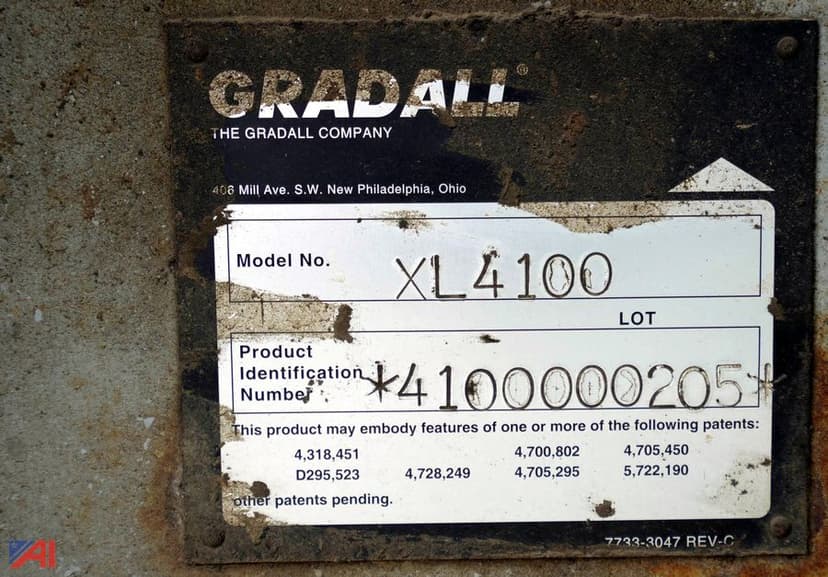 GRADALL®
THE GRADALL COMPANY
406 Mill Ave. S.W. New Philadelphia, Ohio
Model No. XL4100
LOT
Product
Identification
Number *4100000205*
This product may embody features of one or more of the following patents:
4,318,451 4,700,802 4,705,450
D295,523 4,728,249 4,705,295 5,722,190
other patents pending.
7733-3047 REV-C
AI